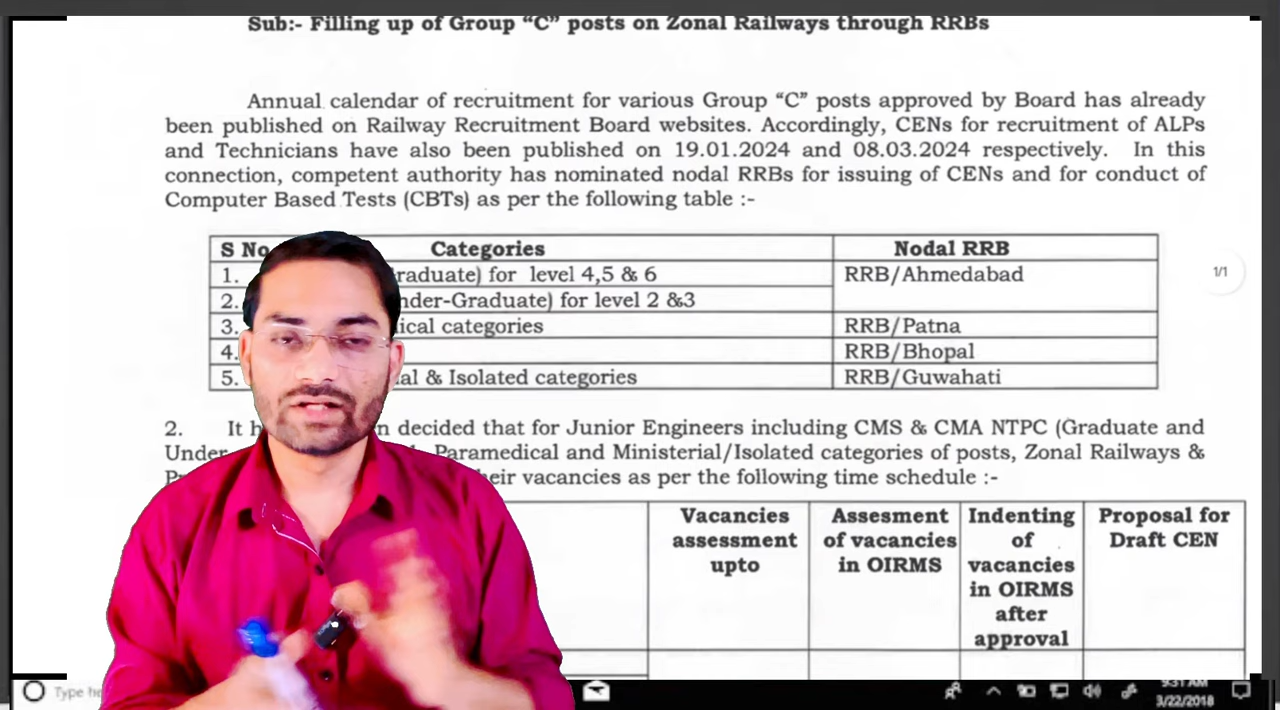 Sub:- Filling up of Group “C” posts on Zonal Railways through RRBs
Annual calendar of recruitment for various Group “C” posts approved by Board has already
been published on Railway Recruitment Board websites. Accordingly, CENs for recruitment of ALPs
and Technicians have also been published on 19.01.2024 and 08.03.2024 respectively. In this
connection, competent authority has nominated nodal RRBs for issuing of CENs and for conduct of
Computer Based Tests (CBTs) as per the following table :-
S No Categories Nodal RRB
1. for level 4,5 & 6 RRB/Ahmedabad
2. for level 2 &3
3. categories RRB/Patna
4. RRB/Bhopal
5. & Isolated categories RRB/Guwahati
2. It decided that for Junior Engineers including CMS & CMA NTPC (Graduate and
Under Paramedical and Ministerial/Isolated categories of posts, Zonal Railways &
vacancies as per the following time schedule :-
Vacancies assessment upto
Assesment of vacancies in OIRMS
Indenting of vacancies in OIRMS after approval
Proposal for Draft CEN
1/1
Type
9:31 AM
3/22/2018